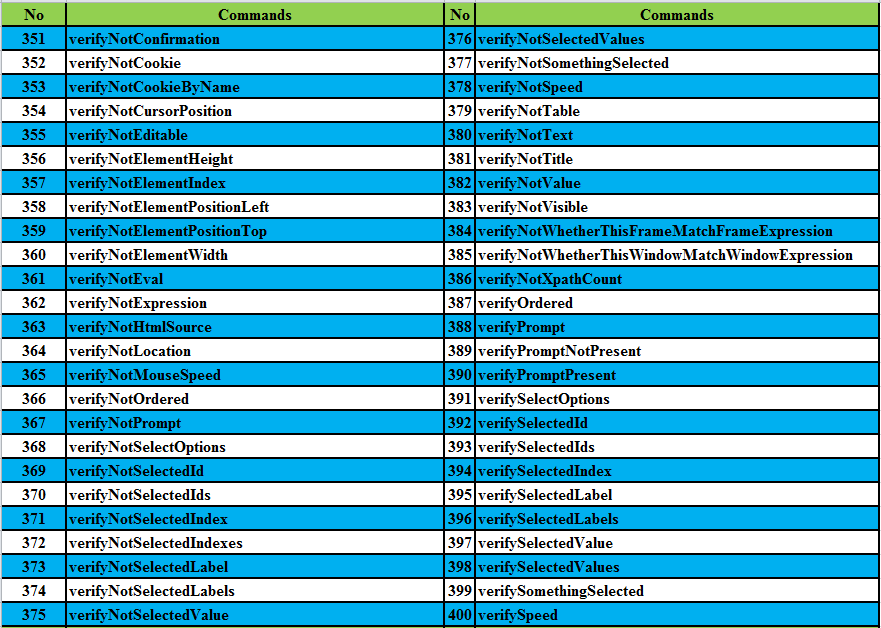 No Commands No Commands
351 verifyNotConfirmation 376 verifyNotSelectedValues
352 verifyNotCookie 377 verifyNotSomethingSelected
353 verifyNotCookieByName 378 verifyNotSpeed
354 verifyNotCursorPosition 379 verifyNotTable
355 verifyNotEditable 380 verifyNotText
356 verifyNotElementHeight 381 verifyNotTitle
357 verifyNotElementIndex 382 verifyNotValue
358 verifyNotElementPositionLeft 383 verifyNotVisible
359 verifyNotElementPositionTop 384 verifyNotWhetherThisFrameMatchFrameExpression
360 verifyNotElementWidth 385 verifyNotWhetherThisWindowMatchWindowExpression
361 verifyNotEval 386 verifyNotXpathCount
362 verifyNotExpression 387 verifyOrdered
363 verifyNotHtmlSource 388 verifyPrompt
364 verifyNotLocation 389 verifyPromptNotPresent
365 verifyNotMouseSpeed 390 verifyPromptPresent
366 verifyNotOrdered 391 verifySelectOptions
367 verifyNotPrompt 392 verifySelectedId
368 verifyNotSelectOptions 393 verifySelectedIds
369 verifyNotSelectedId 394 verifySelectedIndex
370 verifyNotSelectedIds 395 verifySelectedLabel
371 verifyNotSelectedIndex 396 verifySelectedLabels
372 verifyNotSelectedIndexes 397 verifySelectedValue
373 verifyNotSelectedLabel 398 verifySelectedValues
374 verifyNotSelectedLabels 399 verifySomethingSelected
375 verifyNotSelectedValue 400 verifySpeed